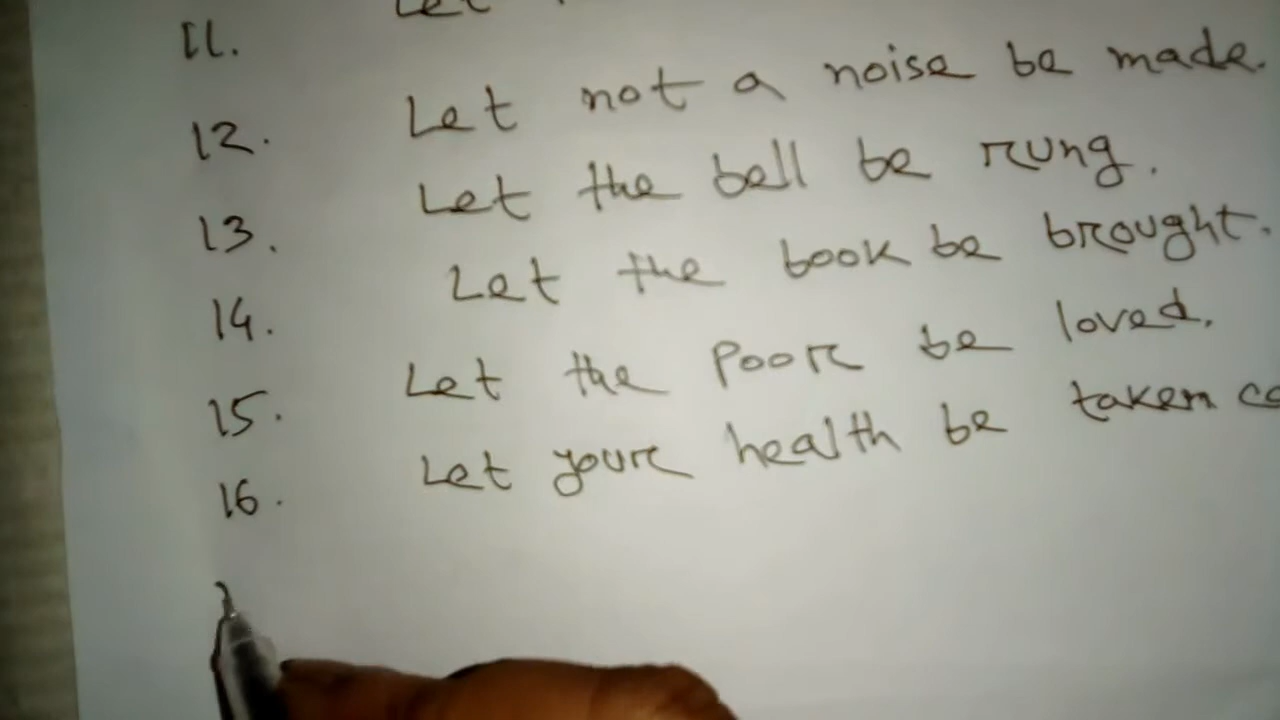 11. Let
12. Let not a noise be made.
13. Let the bell be rung.
14. Let the book be brought.
15. Let the poor be loved.
16. Let your health be taken